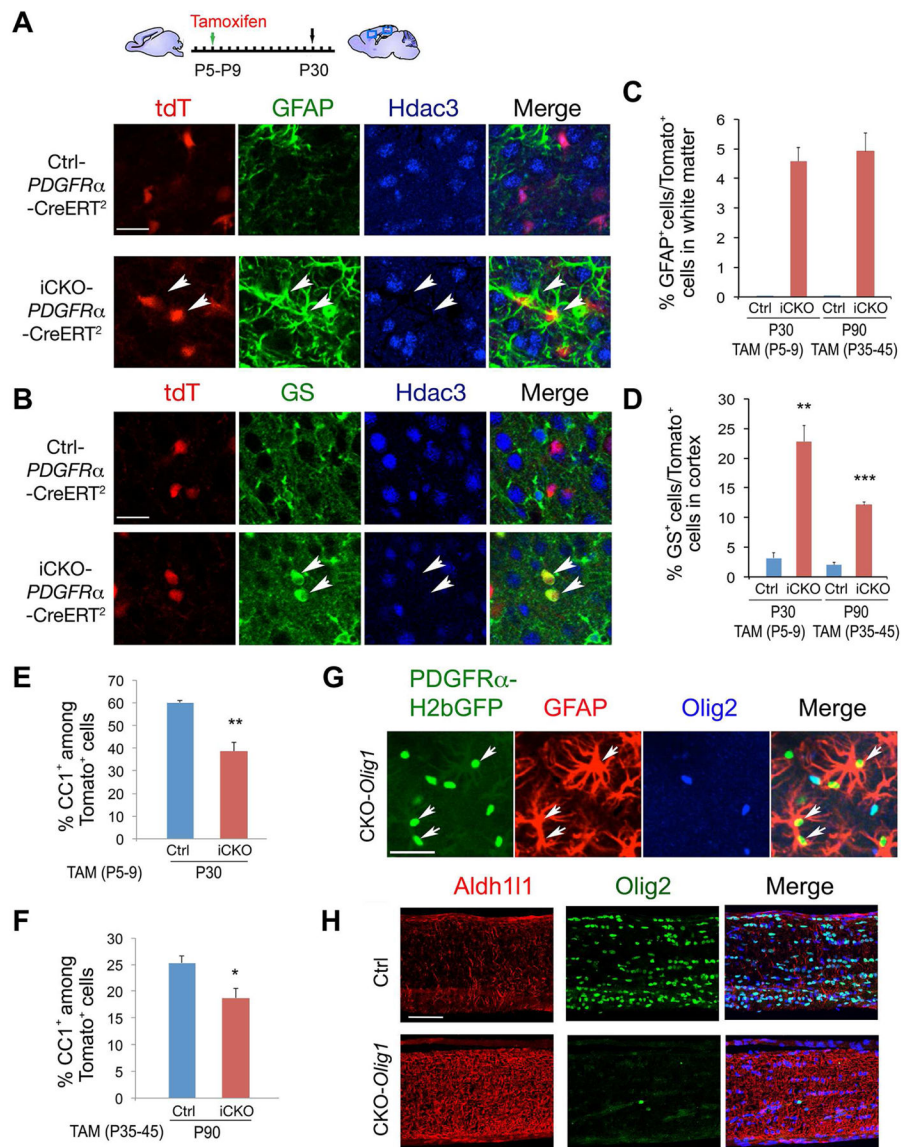 A
Tamoxifen
P5-P9
P30
tdT GFAP Hdac3 Merge
Ctrl-
PDGFRα
-CreERT²
iCKO-
PDGFRα
-CreERT²
B
tdT GS Hdac3 Merge
Ctrl-
PDGFRα
-CreERT²
iCKO-
PDGFRα
-CreERT²
C
% GFAP⁺cells/Tomato⁺
cells in white matter
6
5
4
3
2
1
0
Ctrl iCKO Ctrl iCKO
P30 P90
TAM (P5-9) TAM (P35-45)
D
% GS⁺ cells/Tomato⁺
cells in cortex
30
25
20
15
10
5
0
**
***
Ctrl iCKO Ctrl iCKO
P30 P90
TAM (P5-9) TAM (P35-45)
E
% CC1⁺ among
Tomato⁺ cells
70
60
50
40
30
20
10
0
**
Ctrl iCKO
TAM (P5-9) P30
F
% CC1⁺ among
Tomato⁺ cells
30
25
20
15
10
5
0
*
Ctrl iCKO
TAM (P35-45) P90
G
PDGFRα-
H2bGFP GFAP Olig2 Merge
CKO-Olig1
H
Aldh1l1 Olig2 Merge
Ctrl
CKO-Olig1